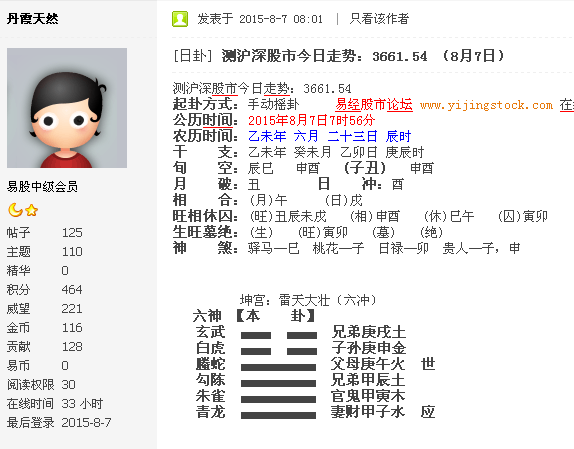 丹霞天然
发表于 2015-8-7 08:01 | 只看该作者
[日卦] 测沪深股市今日走势：3661.54 （8月7日）
测沪深股市今日走势：3661.54
起卦方式：手动摇卦 易经股市论坛 www.yijingstock.com 在
公历时间：2015年8月7日7时56分
农历时间：乙未年 六月 二十三日 辰时
干 支：乙未年 癸未月 乙卯日 庚辰时
旬 空：辰巳 申酉 (子丑) 申酉
月 破：丑 日 冲：酉
相 合：(月)午 (日)戌
旺相休囚：(旺)丑辰未戌 (相)申酉 (休)巳午 (囚)寅卯
生旺墓绝：(生) (旺)寅卯 (墓) (绝)
神 煞：驿马—巳 桃花—子 日禄—卯 贵人—子，申
坤宫：雷天大壮（六冲）
六神 【本 卦】
玄武 兄弟庚戌土
白虎 子孙庚申金
螣蛇 父母庚午火 世
勾陈 兄弟甲辰土
朱雀 官鬼甲寅木
青龙 妻财甲子水 应
易股中级会员
帖子 125
主题 110
精华 0
积分 464
威望 221
金币 116
贡献 128
易币 0
阅读权限 30
在线时间 33 小时
最后登录 2015-8-7